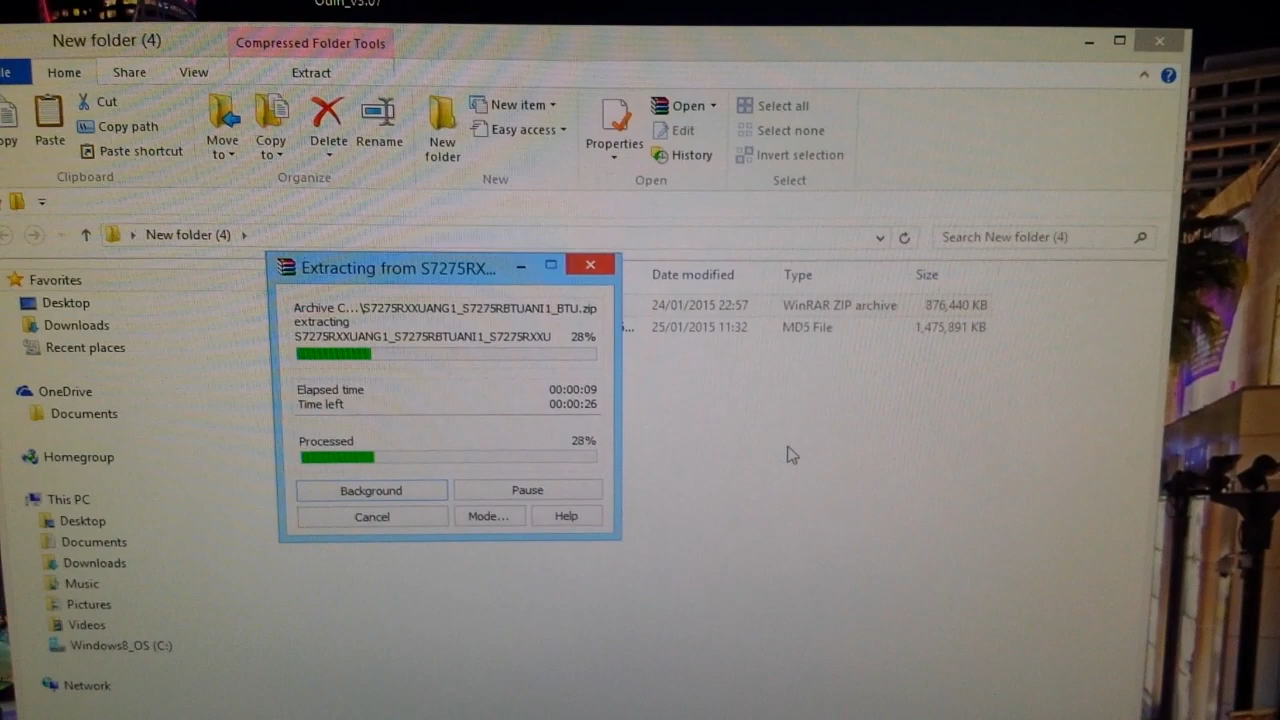 Odin_v3.07
New folder (4)
Compressed Folder Tools
Home
Share
View
Extract
Paste
Cut
Copy path
Paste shortcut
Clipboard
Move to
Copy to
Delete
Rename
Organize
New folder
New item
Easy access
New
Properties
Open
Edit
History
Open
Select all
Select none
Invert selection
Select
New folder (4)
Search New folder (4)
Date modified
Type
Size
24/01/2015 22:57 WinRAR ZIP archive 876,440 KB
25/01/2015 11:32 MD5 File 1,475,891 KB
Favorites
Desktop
Downloads
Recent places
OneDrive
Documents
Homegroup
This PC
Desktop
Documents
Downloads
Music
Pictures
Videos
Windows8_OS (C:)
Network
Extracting from S7275RX...
Archive C...\S7275RXXUANG1_S7275RBTUANI1_BTU.zip
extracting
S7275RXXUANG1_S7275RBTUANI1_S7275RXXU 28%
Elapsed time 00:00:09
Time left 00:00:26
Processed 28%
Background
Pause
Cancel
Mode...
Help